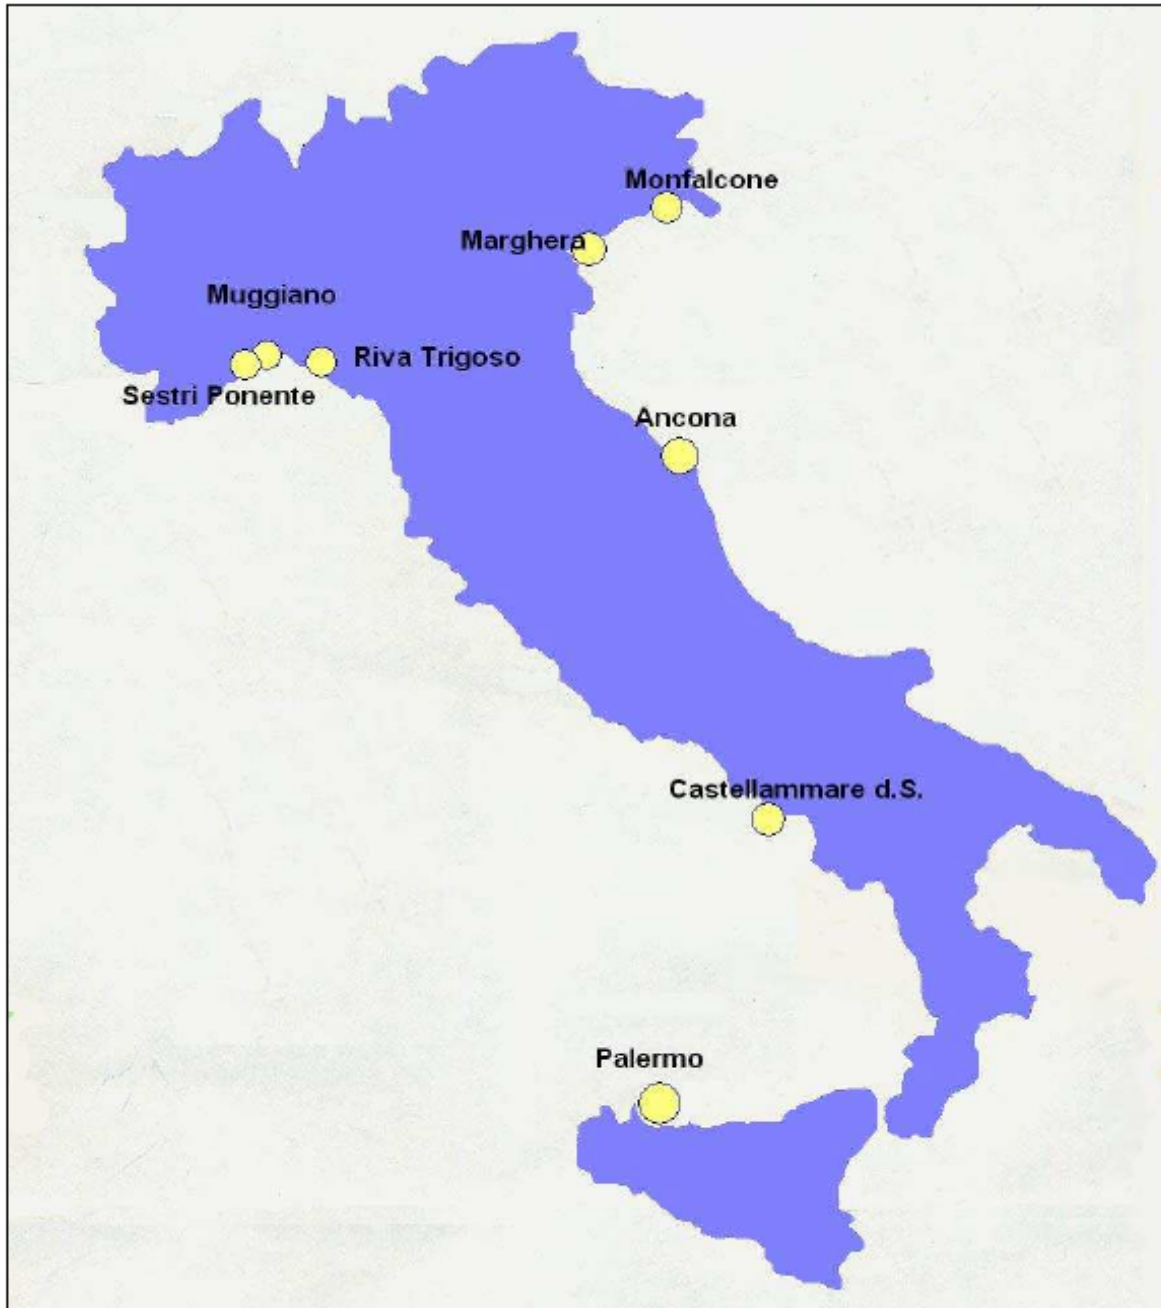 Monfalcone
Marghera
Muggiano
Riva Trigoso
Sestri Ponente
Ancona
Castellammare d.S.
Palermo